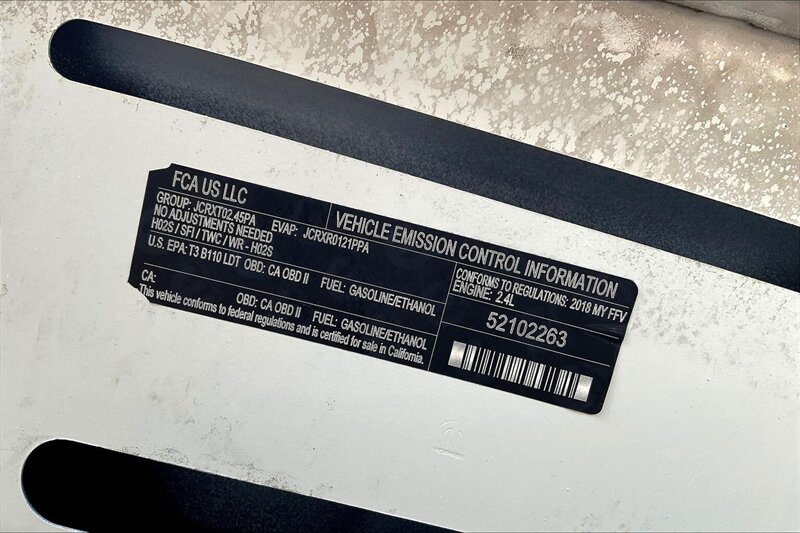 FCA US LLC
VEHICLE EMISSION CONTROL INFORMATION
GROUP: JCRXT02.45PA EVAP: JCRXR0121PPA
NO ADJUSTMENTS NEEDED
H02S / SFI / TWC / WR - H02S
U.S. EPA: T3 B110 LDT OBD: CA OBD II FUEL: GASOLINE/ETHANOL
CA: OBD: CA OBD II FUEL: GASOLINE/ETHANOL
This vehicle conforms to federal regulations and is certified for sale in California.
CONFORMS TO REGULATIONS: 2018 MY FFV
ENGINE: 2.4L
52102263